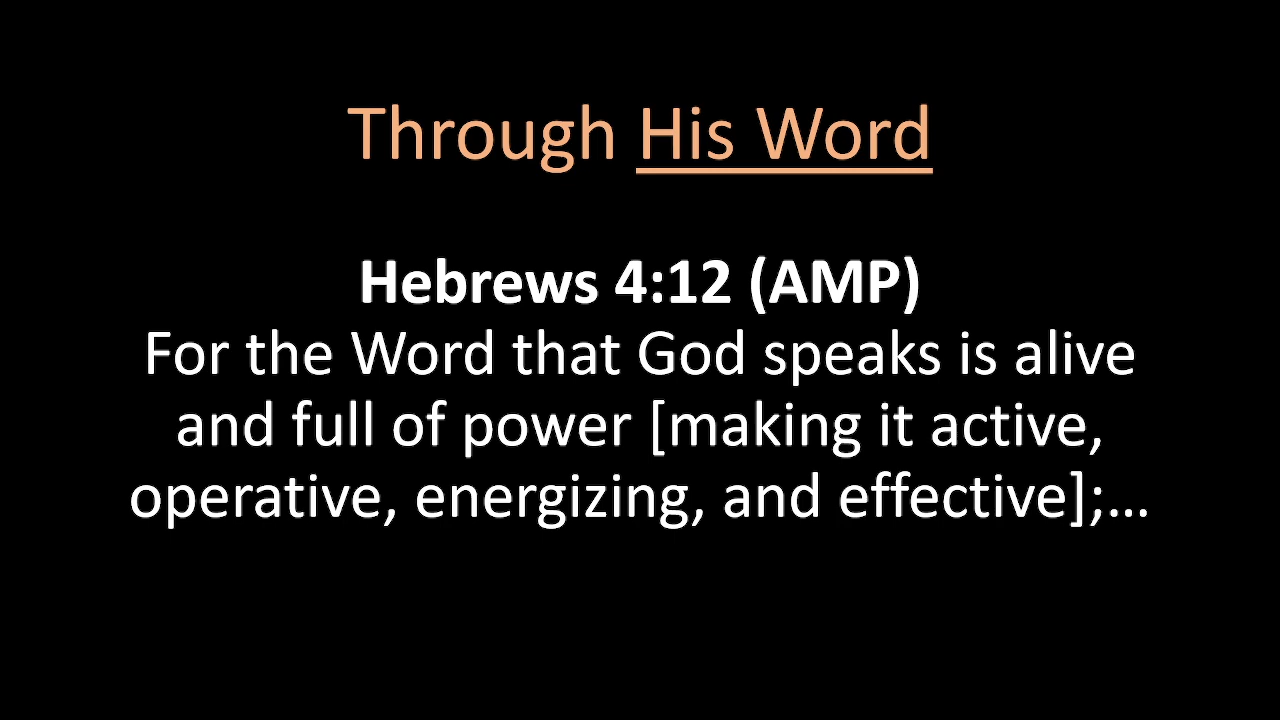 Through His Word
Hebrews 4:12 (AMP)
For the Word that God speaks is alive
and full of power [making it active,
operative, energizing, and effective];...